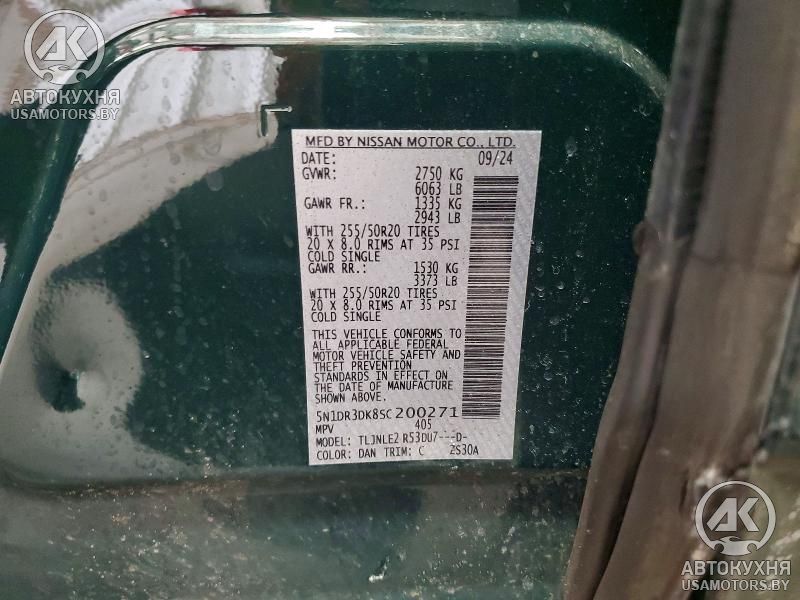 AK
АВТОКУХНЯ
USAMOTORS.BY
MFD BY NISSAN MOTOR CO., LTD.
DATE: 09/24
GVWR: 2750 KG
6063 LB
GAWR FR.: 1335 KG
2943 LB
WITH 255/50R20 TIRES
20 X 8.0 RIMS AT 35 PSI
COLD SINGLE
GAWR RR.: 1530 KG
3373 LB
WITH 255/50R20 TIRES
20 X 8.0 RIMS AT 35 PSI
COLD SINGLE
THIS VEHICLE CONFORMS TO
ALL APPLICABLE FEDERAL
MOTOR VEHICLE SAFETY AND
THEFT PREVENTION
STANDARDS IN EFFECT ON
THE DATE OF MANUFACTURE
SHOWN ABOVE.
5N1DR3DK8SC200271
MPV 405
MODEL: TLJNLE2 R53DU7---D-
COLOR: DAN TRIM: C ZS30A
AK
АВТОКУХНЯ
USAMOTORS.BY